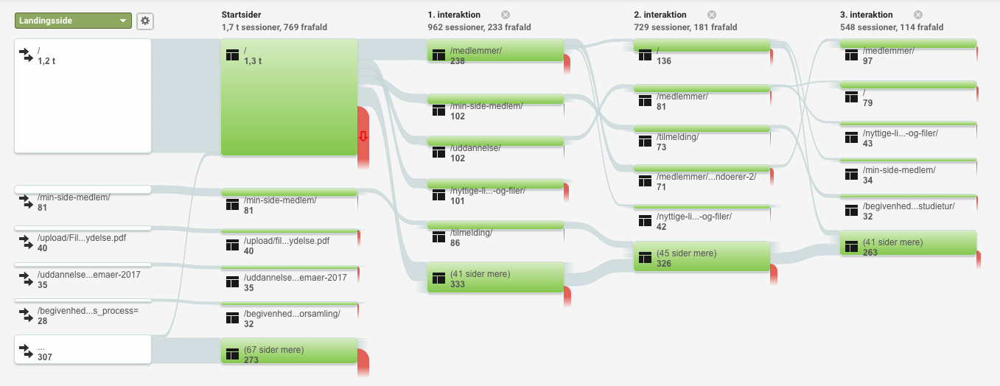 Landingsside
Startsider
1,7 t sessioner, 769 frafald
1. interaktion
962 sessioner, 233 frafald
2. interaktion
729 sessioner, 181 frafald
3. interaktion
548 sessioner, 114 frafald
/
1,2 t
/min-side-medlem/
81
/upload/Fil...ydelse.pdf
40
/uddannelse...emaer-2017
35
/begivenhed...s_process=
28
...
307
/
1,3 t
/min-side-medlem/
81
/upload/fil...ydelse.pdf
40
/uddannelse...emaer-2017
35
/begivenhed...orsamling/
32
(67 sider mere)
273
/medlemmer/
238
/min-side-medlem/
102
/uddannelse/
102
/nyttige-li...-og-filer/
101
/tilmelding/
86
(41 sider mere)
333
/
136
/medlemmer/
81
/tilmelding/
73
/medlemmer/...ndoerer-2/
71
/nyttige-li...-og-filer/
42
(45 sider mere)
326
/medlemmer/
97
/
79
/nyttige-li...-og-filer/
43
/min-side-medlem/
34
/begivenhed...studietur/
32
(41 sider mere)
263